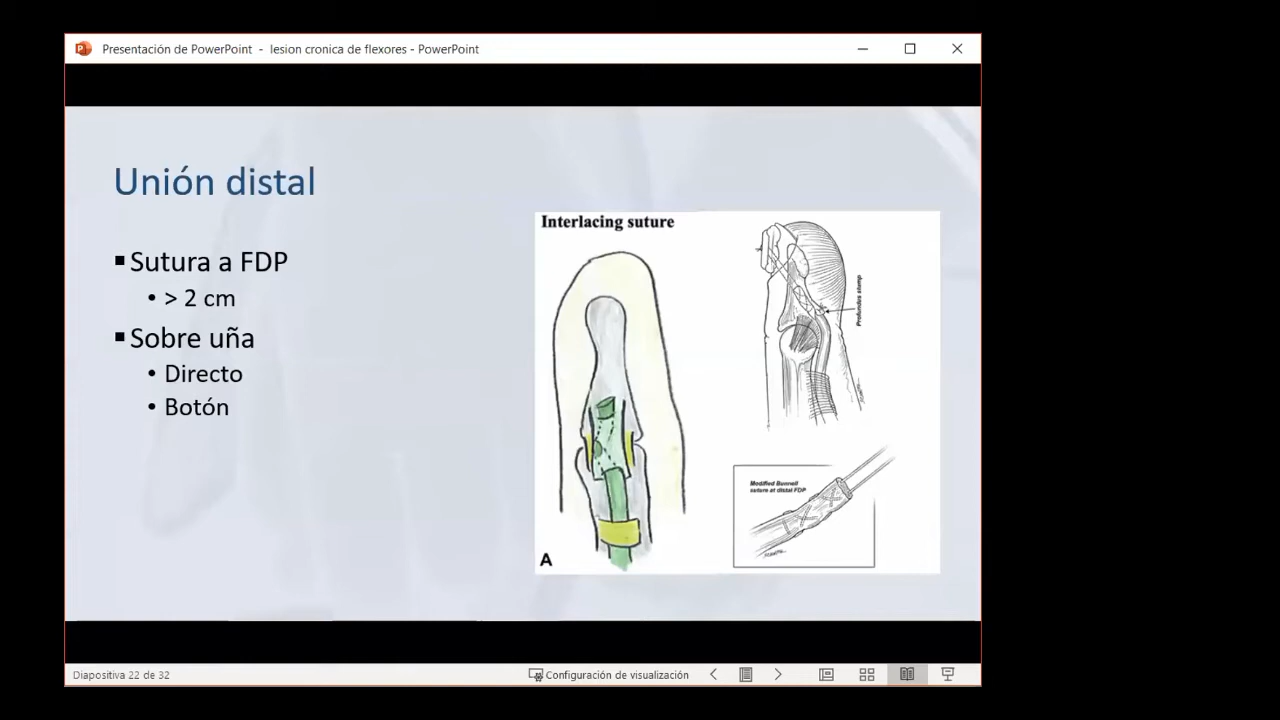 Presentación de PowerPoint - lesion cronica de flexores - PowerPoint
Unión distal
Sutura a FDP
> 2 cm
Sobre uña
Directo
Botón
Interlacing suture
Profundus stump
Modified Bunnell
suture at distal FDP
A
Diapositiva 22 de 32
Configuración de visualización